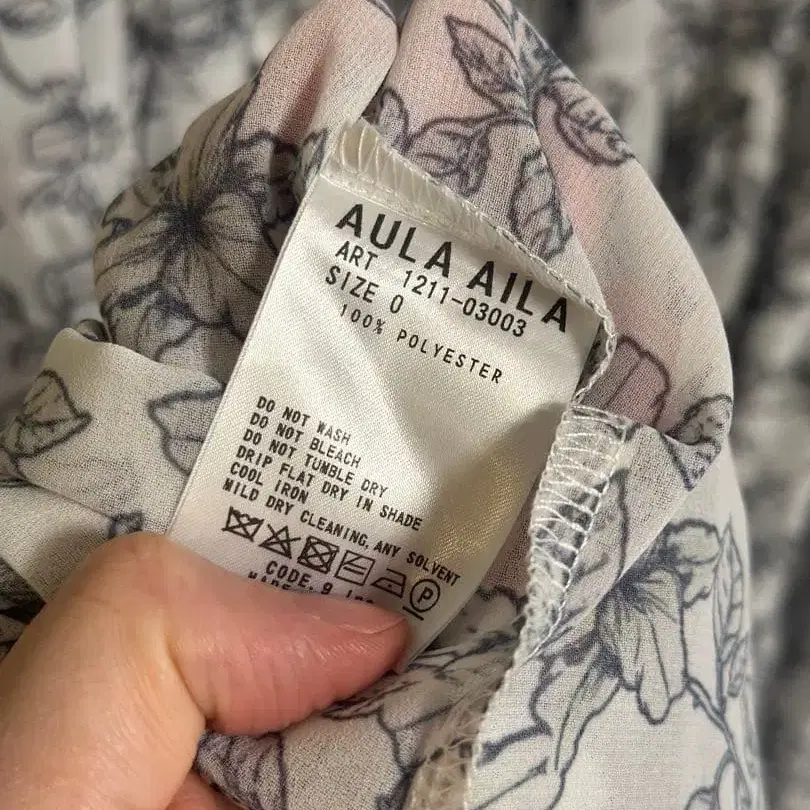 AULA AILA
ART 1211-03003
SIZE 0
100% POLYESTER
DO NOT WASH
DO NOT BLEACH
DO NOT TUMBLE DRY
DRIP FLAT DRY IN SHADE
COOL IRON
MILD DRY CLEANING, ANY SOLVENT
P
CODE. 9